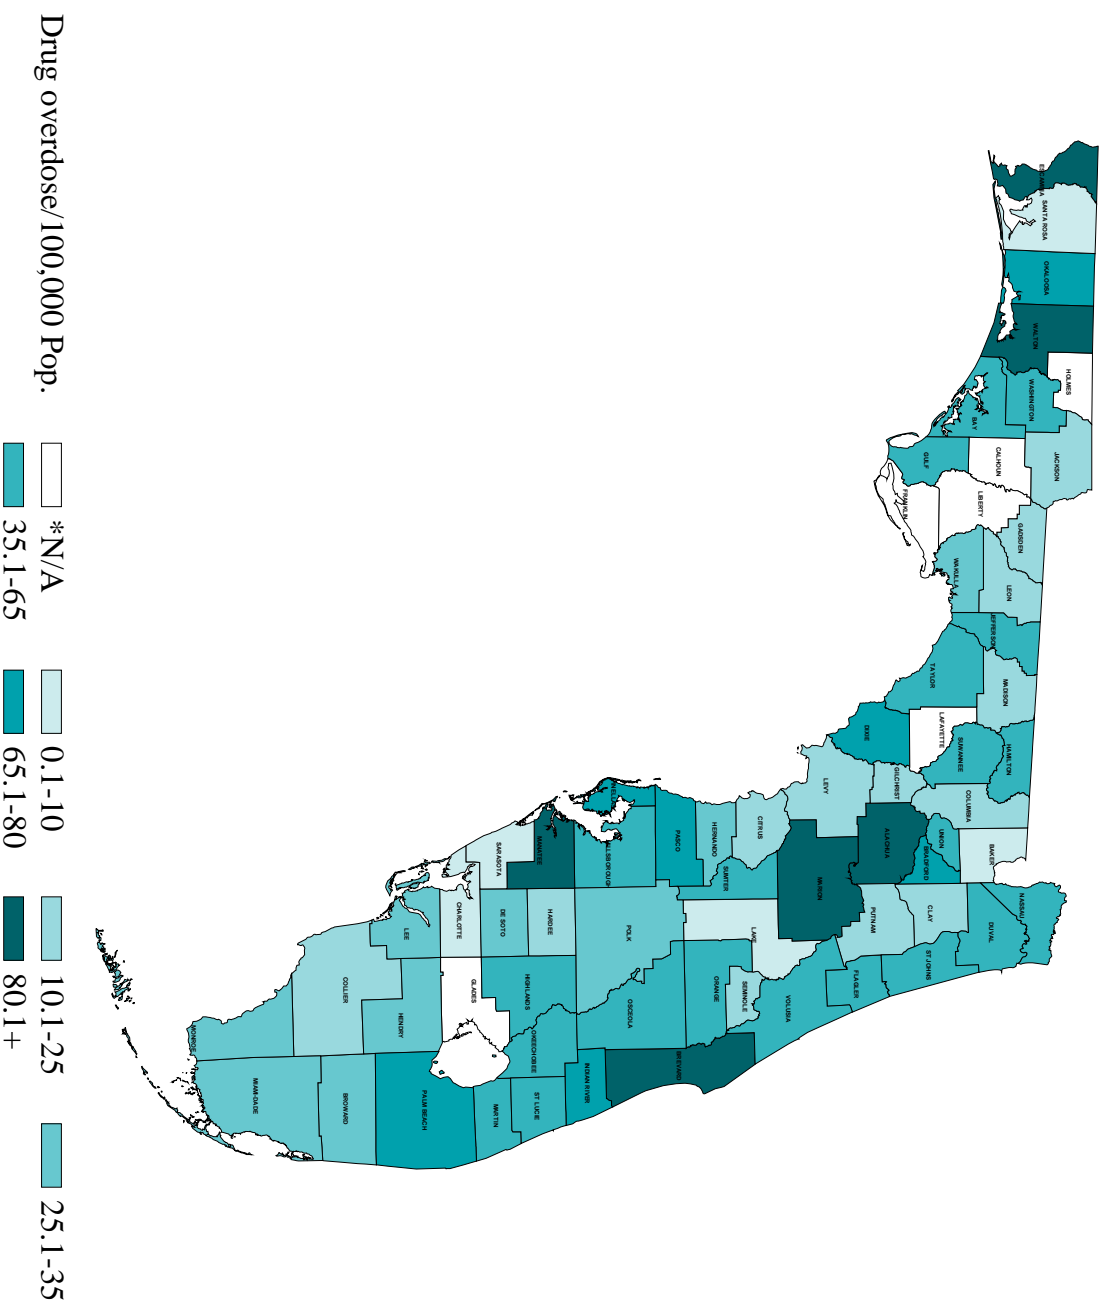 ESCAMBIA
SANTA ROSA
OKALOOSA
WALTON
HOLMES
WASHINGTON
BAY
JACKSON
CALHOUN
GULF
LIBERTY
FRANKLIN
GADSDEN
LEON
WAKULLA
JEFFERSON
MADISON
TAYLOR
HAMILTON
SUWANNEE
LAFAYETTE
DIXIE
COLUMBIA
GILCHRIST
LEVY
BAKER
UNION
BRADFORD
ALACHUA
NASSAU
DUVAL
CLAY
ST JOHNS
PUTNAM
FLAGLER
MARION
VOLUSIA
CITRUS
HERNANDO
SUMTER
LAKE
SEMINOLE
ORANGE
BREVARD
PASCO
PINELLAS
HILLSBOROUGH
POLK
OSCEOLA
INDIAN RIVER
MANATEE
HARDEE
HIGHLANDS
OKEECHOBEE
ST LUCIE
SARASOTA
DE SOTO
MARTIN
CHARLOTTE
GLADES
LEE
HENDRY
PALM BEACH
COLLIER
BROWARD
MONROE
MIAMI-DADE
Drug overdose/100,000 Pop.
*N/A 0.1-10 10.1-25 25.1-35
35.1-65 65.1-80 80.1+